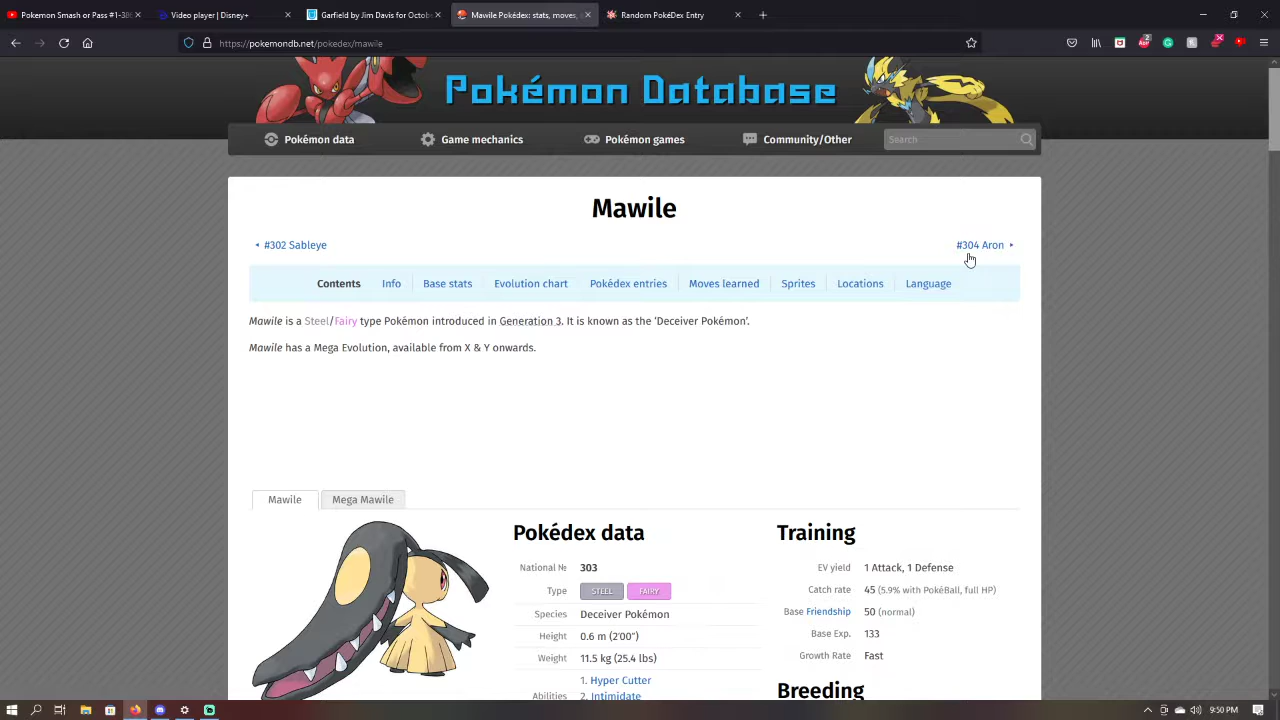 Pokemon Smash or Pass #1-386
Video player | Disney+
Garfield by Jim Davis for October
Mawile Pokédex: stats, moves,
Random PokéDex Entry
https://pokemondb.net/pokedex/mawile
Pokémon Database
Pokémon data
Game mechanics
Pokémon games
Community/Other
Search
Mawile
#302 Sableye
#304 Aron
Contents
Info
Base stats
Evolution chart
Pokédex entries
Moves learned
Sprites
Locations
Language
Mawile is a Steel/Fairy type Pokémon introduced in Generation 3. It is known as the ‘Deceiver Pokémon’.
Mawile has a Mega Evolution, available from X & Y onwards.
Mawile
Mega Mawile
Pokédex data
National № 303
Type STEEL FAIRY
Species Deceiver Pokémon
Height 0.6 m (2′00″)
Weight 11.5 kg (25.4 lbs)
1. Hyper Cutter
Abilities 2. Intimidate
Training
EV yield 1 Attack, 1 Defense
Catch rate 45 (5.9% with PokéBall, full HP)
Base Friendship 50 (normal)
Base Exp. 133
Growth Rate Fast
Breeding
9:50 PM